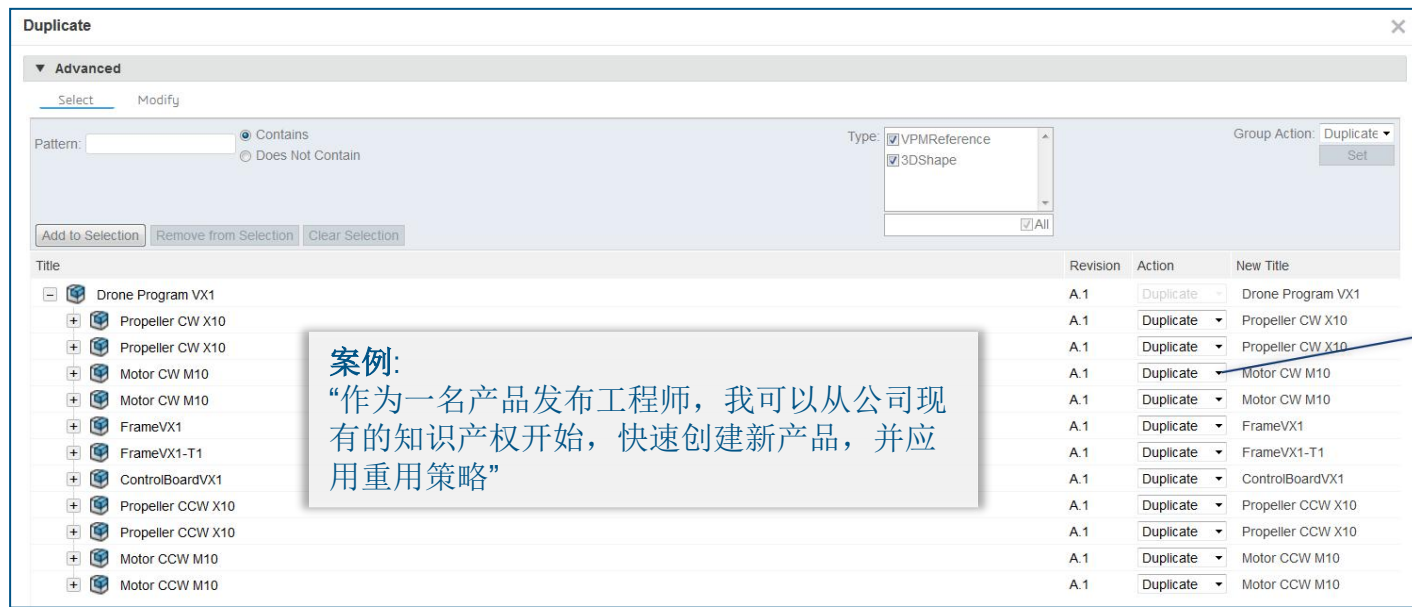 Duplicate
Advanced
Select Modify
Pattern: Contains Type: VPMReference Group Action: Duplicate
Does Not Contain 3DShape Set
All
Add to Selection Remove from Selection Clear Selection
Title Revision Action New Title
Drone Program VX1 A.1 Duplicate Drone Program VX1
Propeller CW X10 A.1 Duplicate Propeller CW X10
Propeller CW X10 A.1 Duplicate Propeller CW X10
Motor CW M10 A.1 Duplicate Motor CW M10
Motor CW M10 A.1 Duplicate Motor CW M10
FrameVX1 A.1 Duplicate FrameVX1
FrameVX1-T1 A.1 Duplicate FrameVX1-T1
ControlBoardVX1 A.1 Duplicate ControlBoardVX1
Propeller CCW X10 A.1 Duplicate Propeller CCW X10
Propeller CCW X10 A.1 Duplicate Propeller CCW X10
Motor CCW M10 A.1 Duplicate Motor CCW M10
Motor CCW M10 A.1 Duplicate Motor CCW M10
案例:
“作为一名产品发布工程师，我可以从公司现
有的知识产权开始，快速创建新产品，并应
用重用策略”